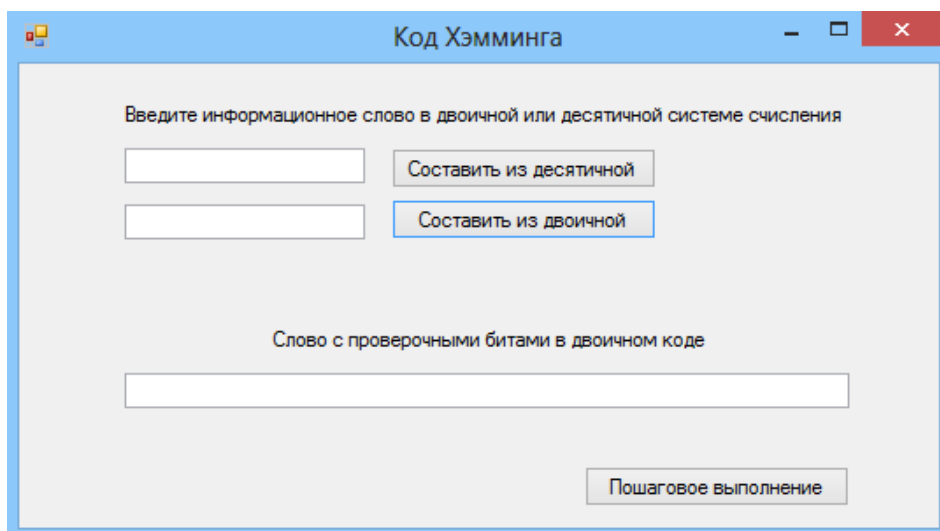 Код Хэмминга
Введите информационное слово в двоичной или десятичной системе счисления
Составить из десятичной
Составить из двоичной
Слово с проверочными битами в двоичном коде
Пошаговое выполнение